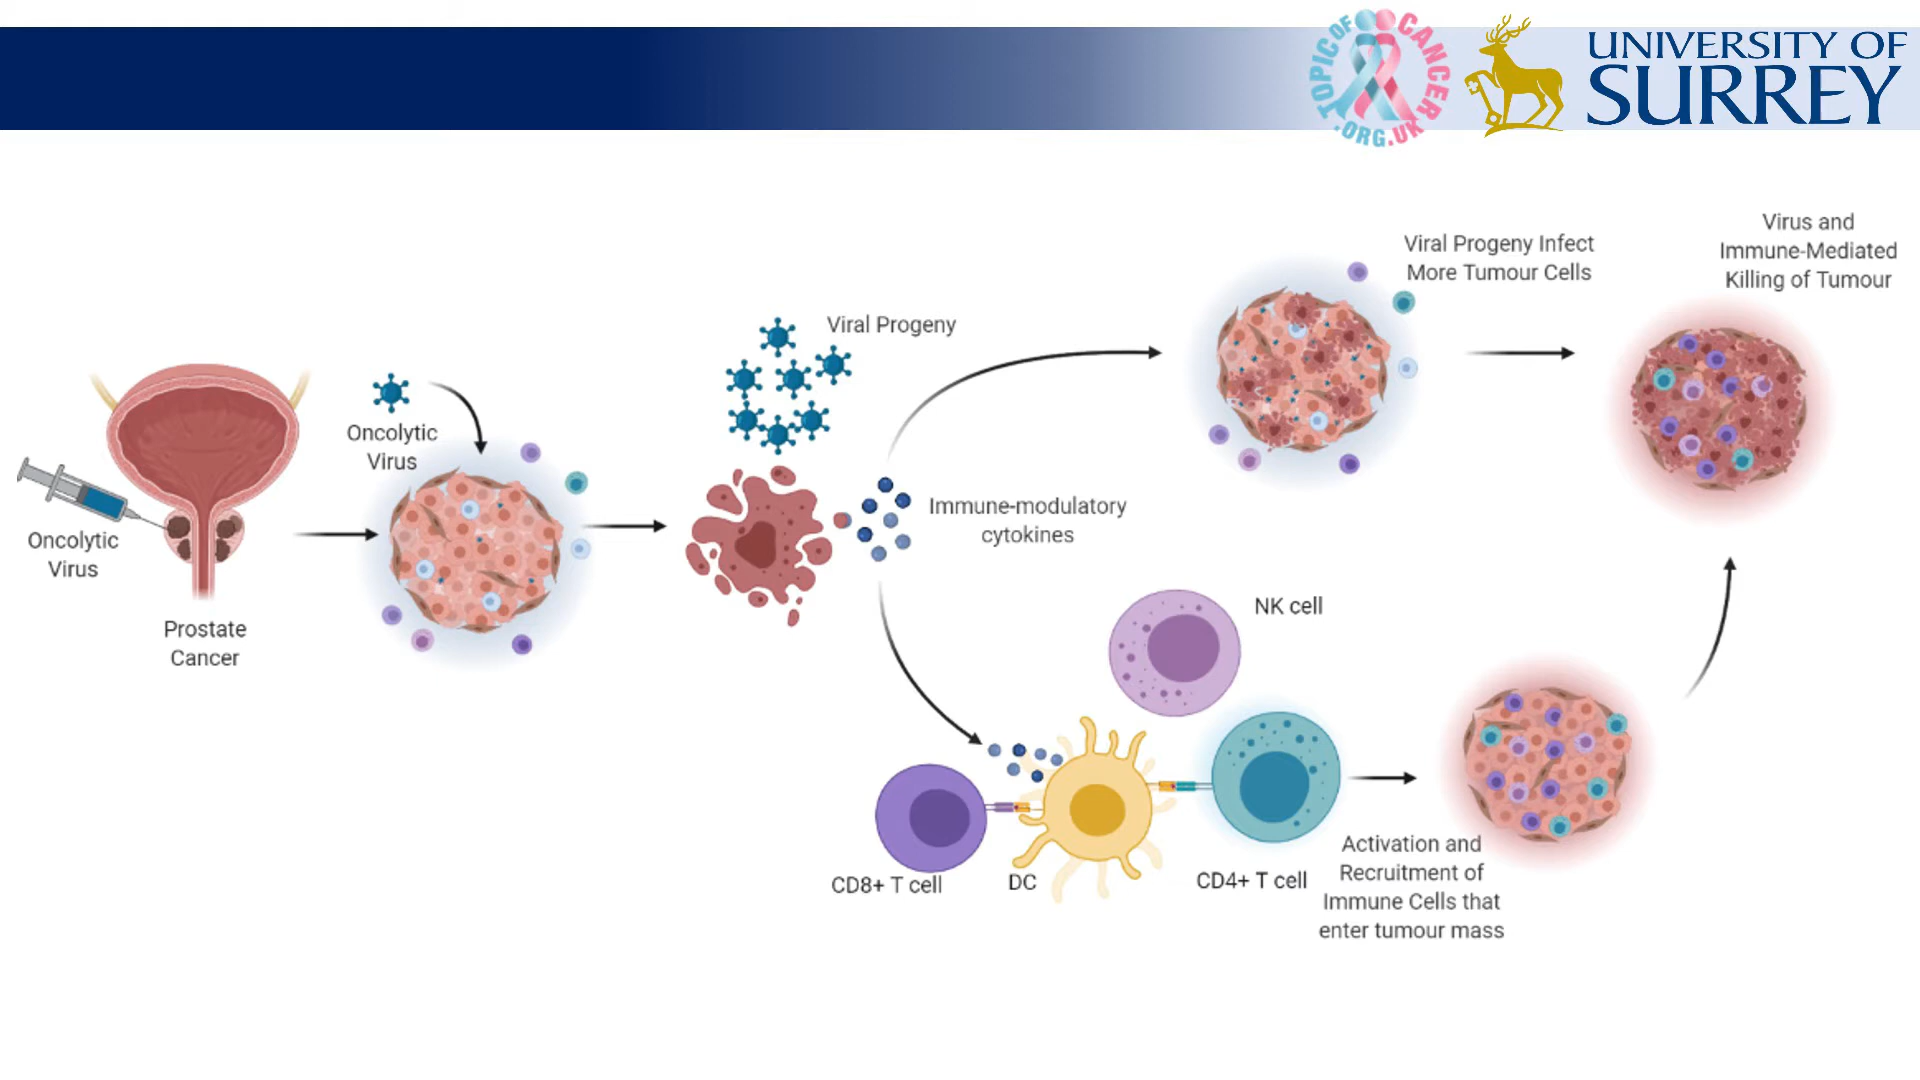 TOPIC OF CANCER .ORG.UK
UNIVERSITY OF
SURREY
Oncolytic
Virus
Prostate
Cancer
Oncolytic
Virus
Viral Progeny
Immune-modulatory
cytokines
Viral Progeny Infect
More Tumour Cells
Virus and
Immune-Mediated
Killing of Tumour
NK cell
CD8+ T cell
DC
CD4+ T cell
Activation and
Recruitment of
Immune Cells that
enter tumour mass